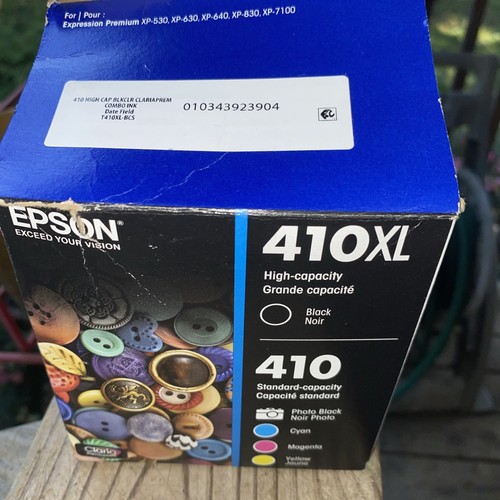 For | Pour :
Expression Premium XP-530, XP-630, XP-640, XP-830, XP-7100
410 HIGH CAP BLKCLR CLARIAPREM
COMBO INK
Date Field
T410XL-BCS
010343923904
EPSON®
EXCEED YOUR VISION
410XL
High-capacity
Grande capacité
Black
Noir
410
Standard-capacity
Capacité standard
Photo Black
Noir Photo
Cyan
Magenta
Yellow
Jaune
Claria